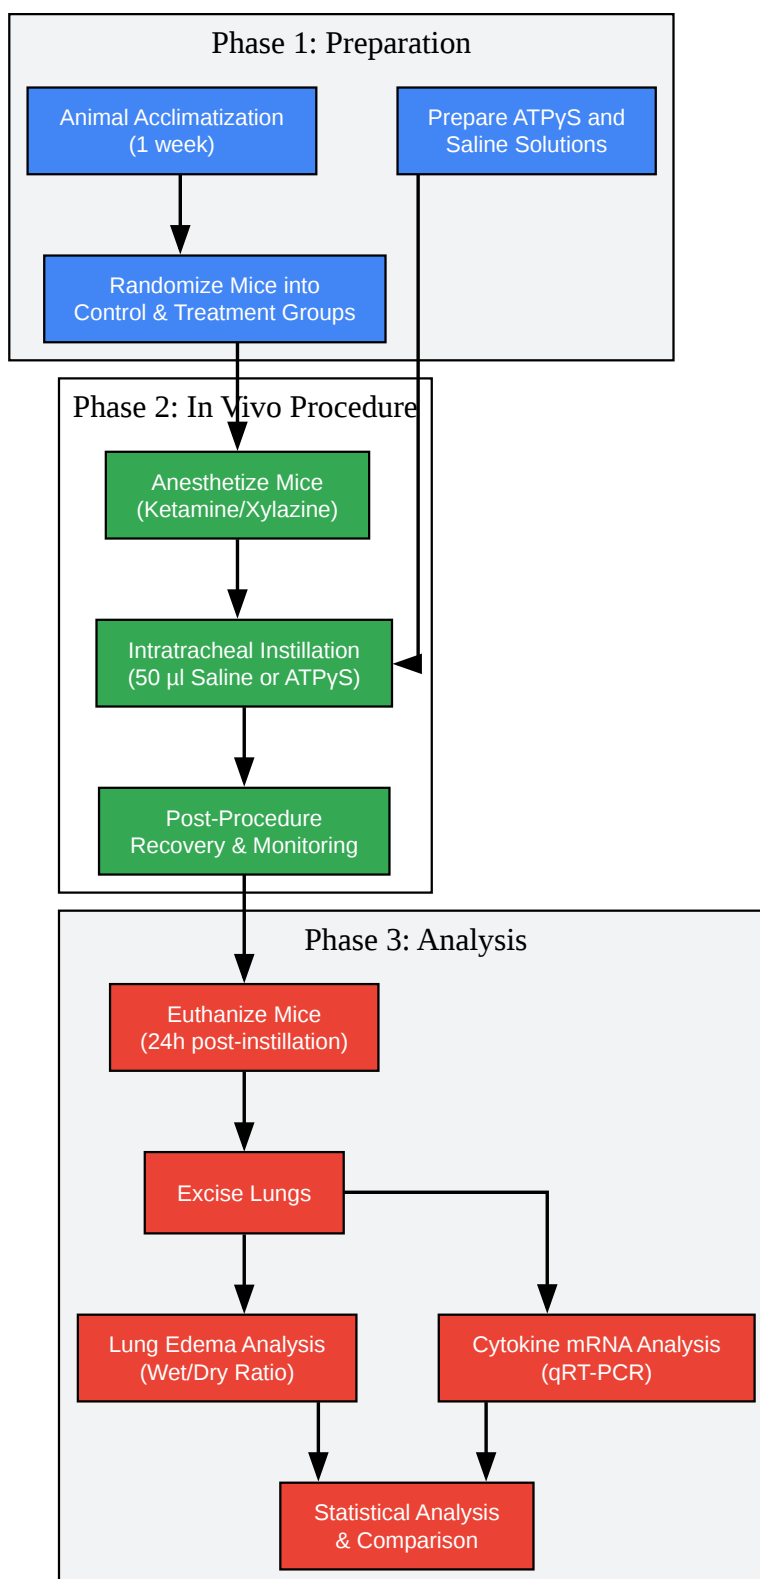 Phase 1: Preparation
Animal Acclimatization
(1 week)
Prepare ATPγS and
Saline Solutions
Randomize Mice into
Control & Treatment Groups
Phase 2: In Vivo Procedure
Anesthetize Mice
(Ketamine/Xylazine)
Intratracheal Instillation
(50 µl Saline or ATPγS)
Post-Procedure
Recovery & Monitoring
Phase 3: Analysis
Euthanize Mice
(24h post-instillation)
Excise Lungs
Lung Edema Analysis
(Wet/Dry Ratio)
Cytokine mRNA Analysis
(qRT-PCR)
Statistical Analysis
& Comparison